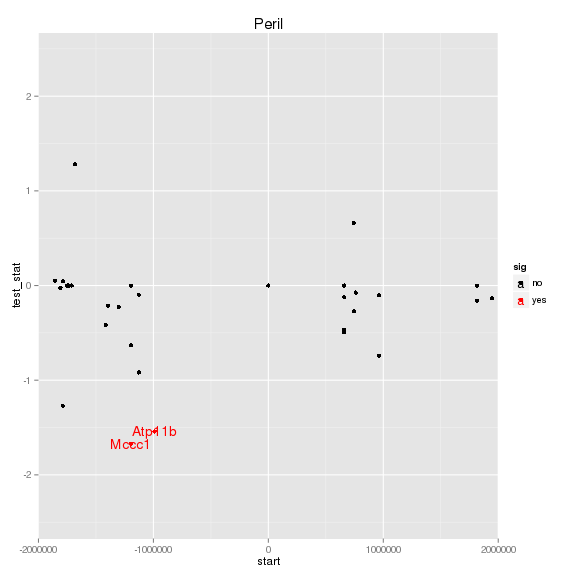 Peril
2
1
0
-1
-2
test_stat
Atp11b
Mccc1
-2000000
-1000000
0
1000000
2000000
start
sig
a no
a yes